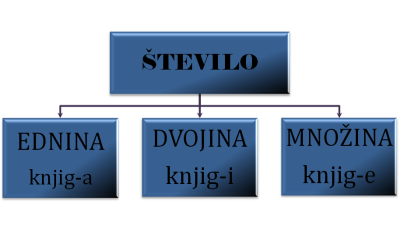 ŠTEVILO
EDNINA
knjig-a
DVOJINA
knjig-i
MNOŽINA
knjig-e